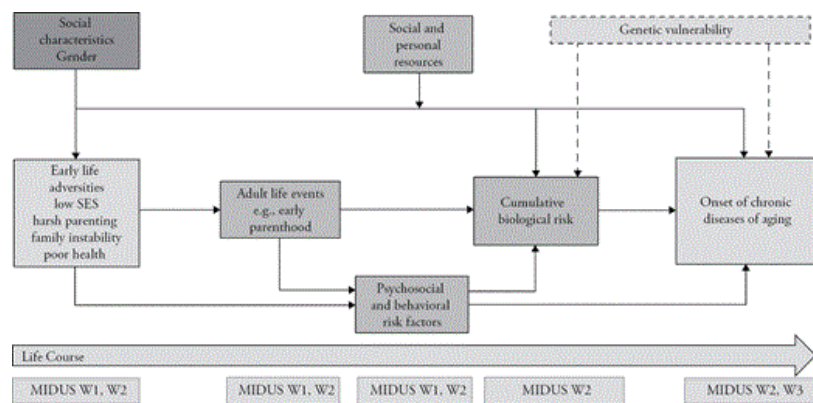 Social
characteristics
Gender
Social and
personal
resources
Genetic vulnerability
Early life
adversities
low SES
harsh parenting
family instability
poor health
Adult life events
e.g., early
parenthood
Cumulative
biological risk
Onset of chronic
diseases of aging
Psychosocial
and behavioral
risk factors
Life Course
MIDUS W1, W2
MIDUS W1, W2
MIDUS W1, W2
MIDUS W2
MIDUS W2, W3